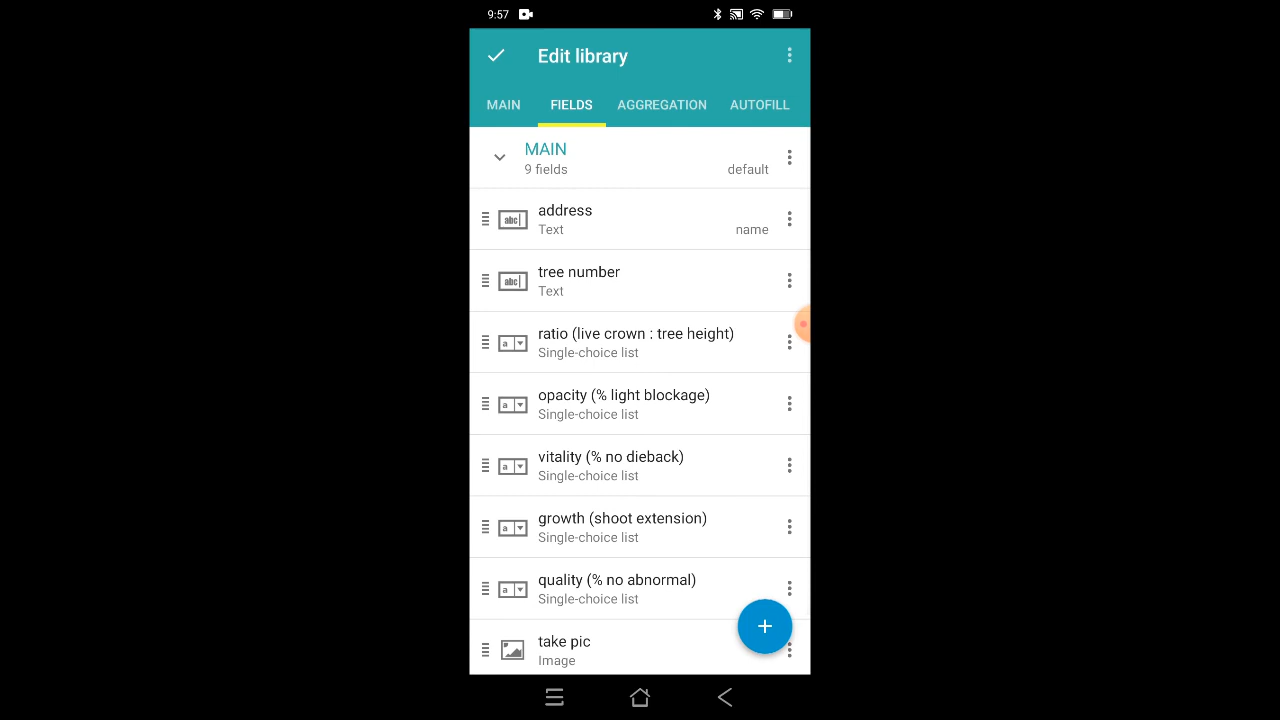 9:57
Edit library
MAIN FIELDS AGGREGATION AUTOFILL
MAIN
9 fields default
abc address
Text name
abc tree number
Text
a ratio (live crown : tree height)
Single-choice list
a opacity (% light blockage)
Single-choice list
a vitality (% no dieback)
Single-choice list
a growth (shoot extension)
Single-choice list
a quality (% no abnormal)
Single-choice list
take pic
Image